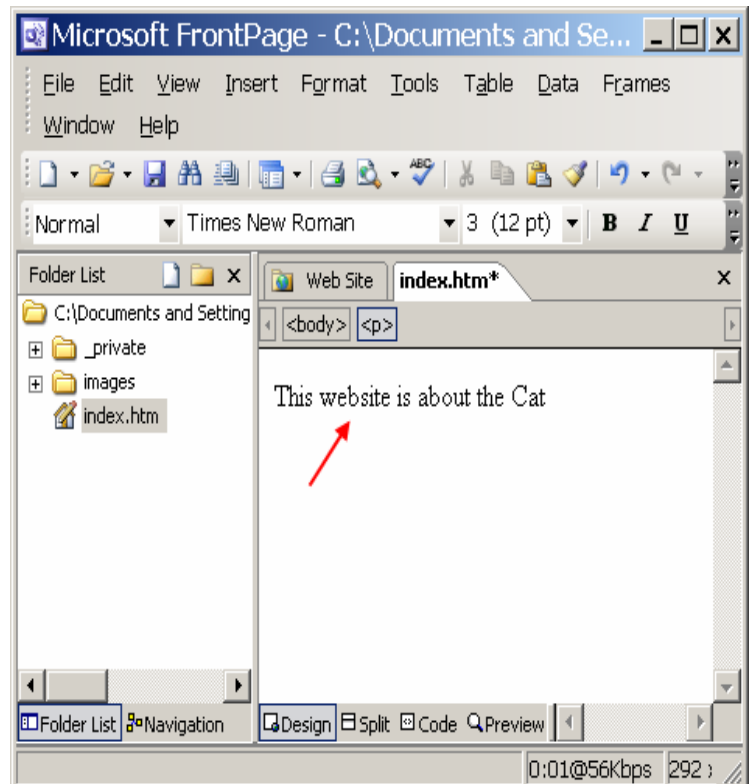 Microsoft FrontPage - C:\Documents and Se...
File Edit View Insert Format Tools Table Data Frames
Window Help
ABC
Normal Times New Roman 3 (12 pt) B I U
Folder List
Web Site index.htm*
C:\Documents and Setting
<body> <p>
_private
images
index.htm
This website is about the Cat
Folder List Navigation
Design Split Code Preview
0:01@56Kbps 292